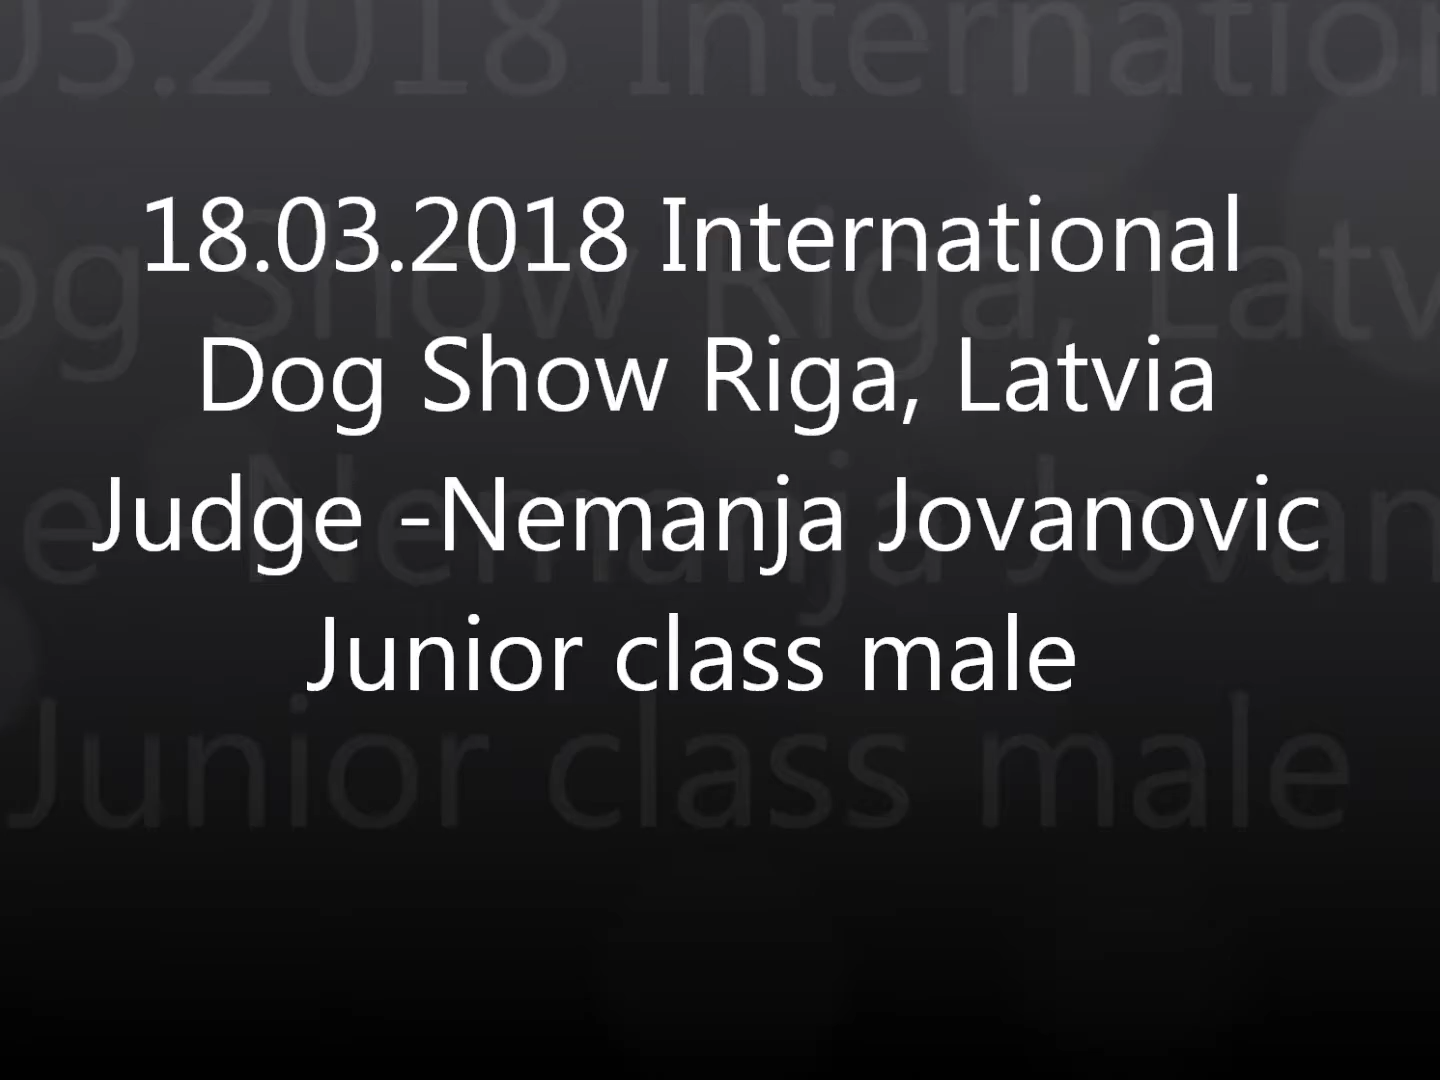 18.03.2018 International
Dog Show Riga, Latvia
Judge -Nemanja Jovanovic
Junior class male